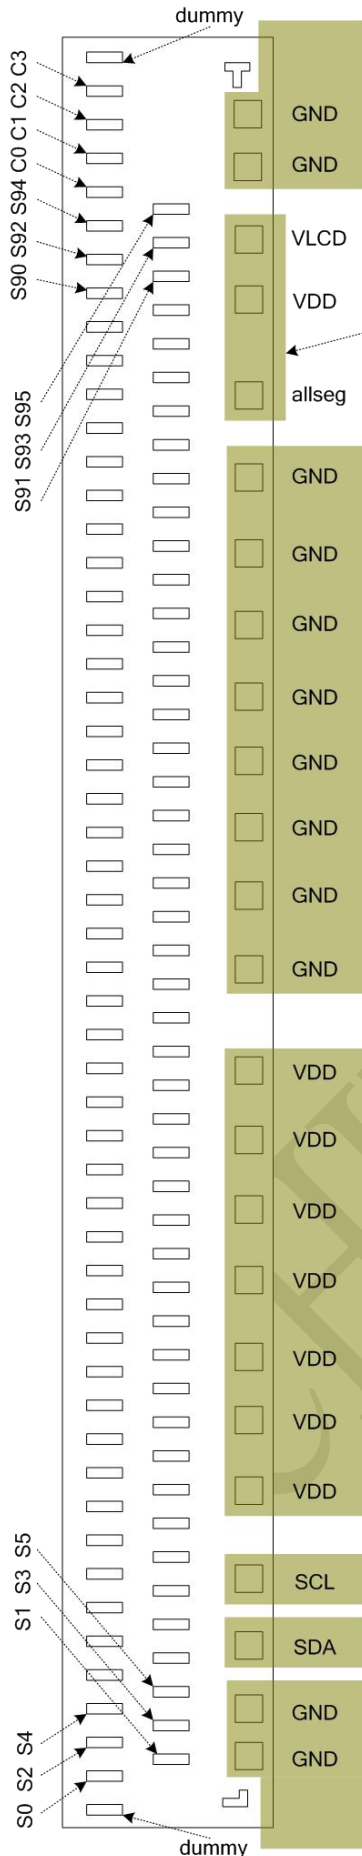 dummy
C3
C2
C1
C0
S94
S92
S90
S95
S93
S91
GND
GND
VLCD
VDD
allseg
GND
GND
GND
GND
GND
GND
GND
GND
VDD
VDD
VDD
VDD
VDD
VDD
VDD
SCL
SDA
GND
GND
S5
S3
S1
S4
S2
S0
dummy